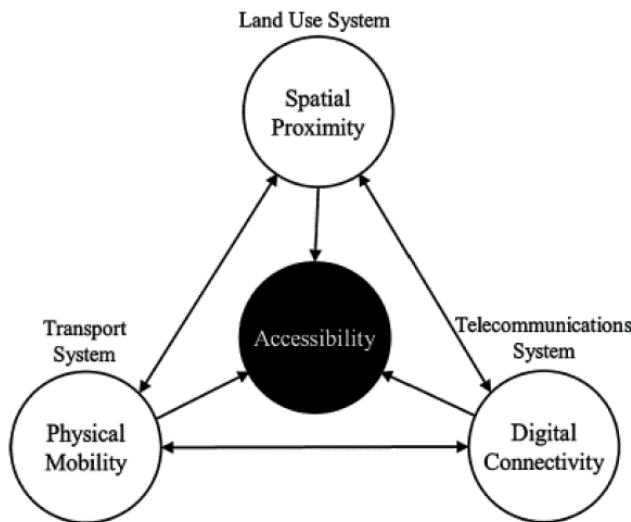 Land Use System
Spatial
Proximity
Accessibility
Transport
System
Telecommunications
System
Physical
Mobility
Digital
Connectivity